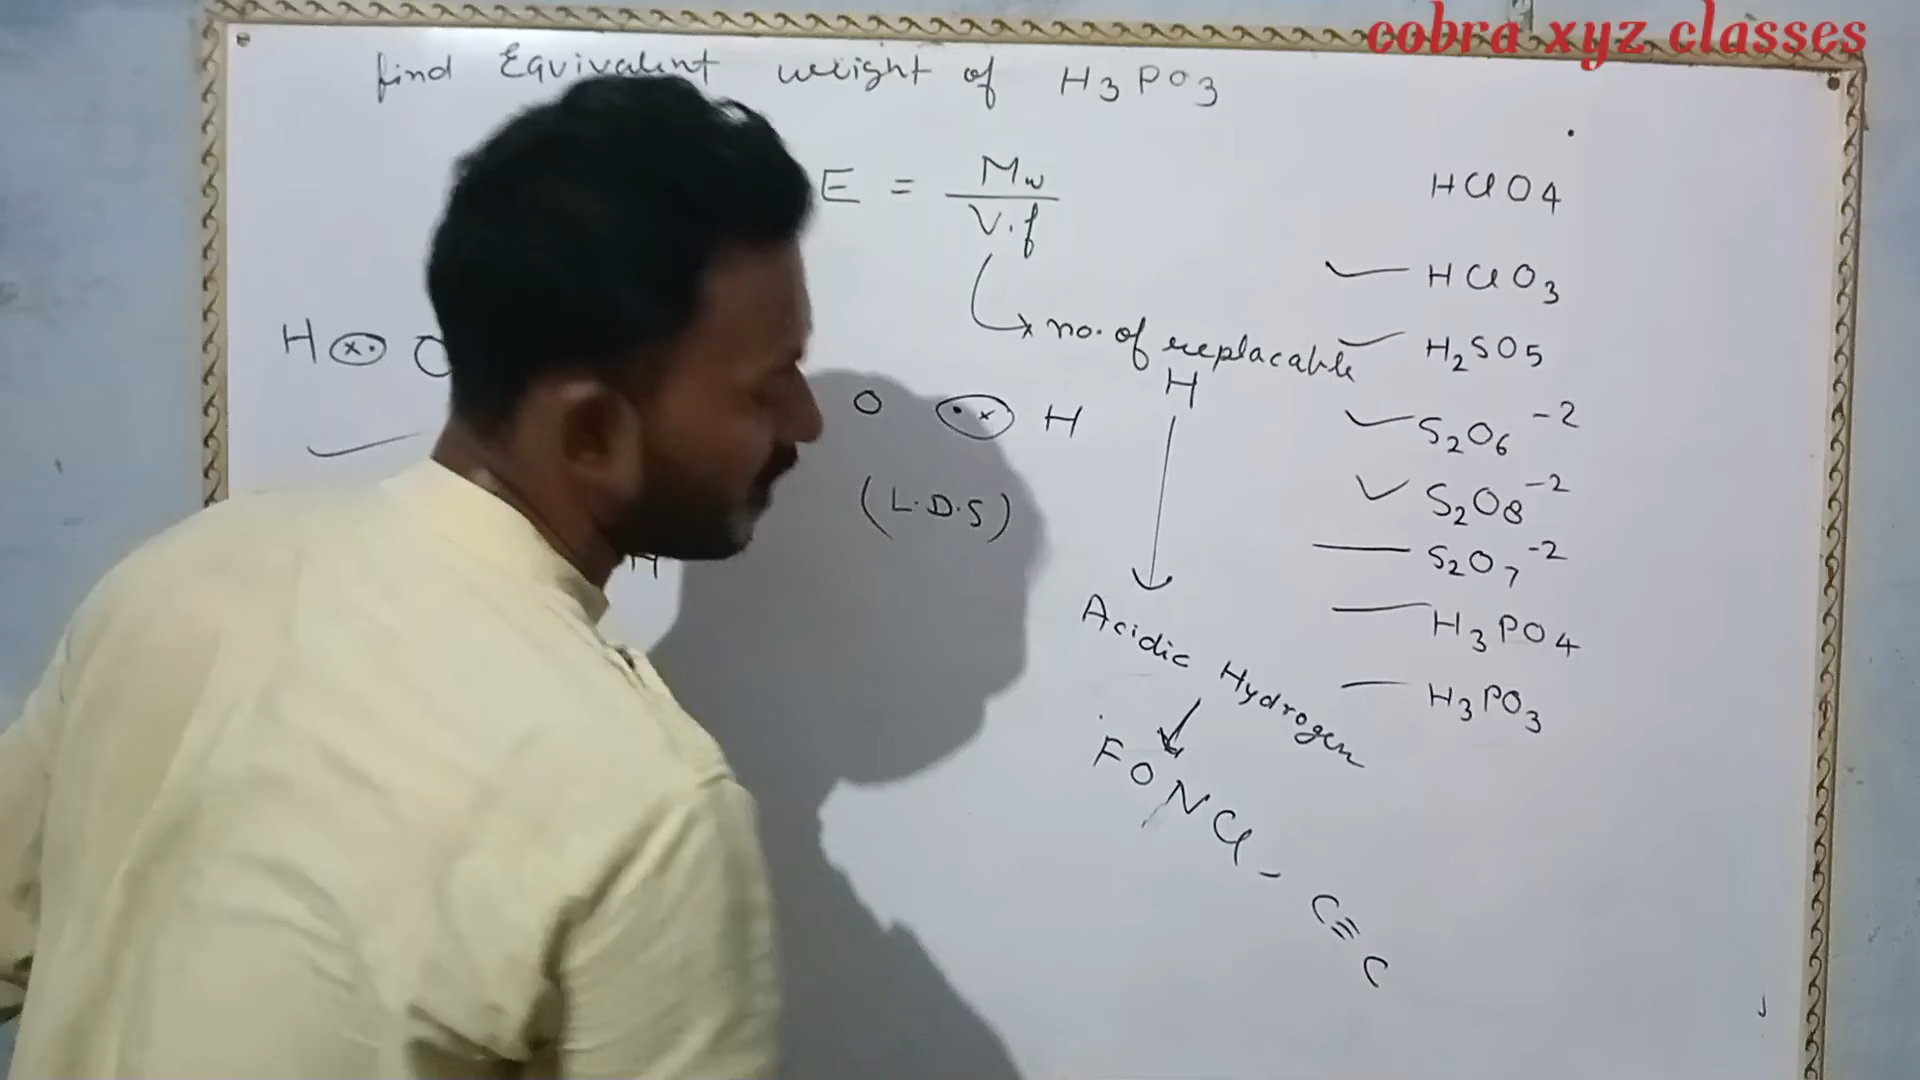 cobra xyz classes
find Equivalent weight of H3PO3
E = Mw
V.f
no. of replacable
H
H x. O
O .x H
(L.D.S)
H
Acidic Hydrogen
F O N Cl - C≡C
HClO4
HClO3
H2SO5
S2O6 -2
S2O8 -2
S2O7 -2
H3PO4
H3PO3